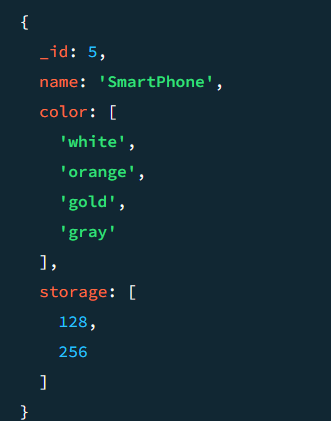 {
_id: 5,
name: 'SmartPhone',
color: [
'white',
'orange',
'gold',
'gray'
],
storage: [
128,
256
]
}